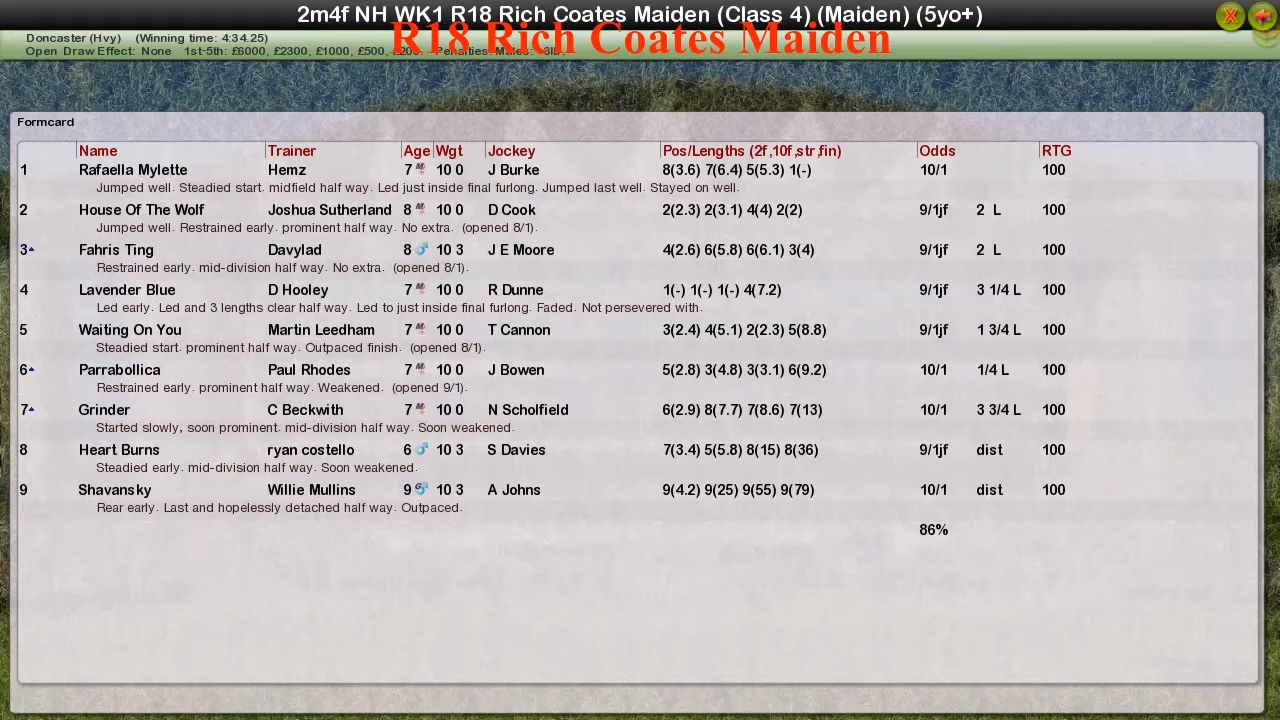 2m4f NH WK1 R18 Rich Coates Maiden (Class 4) (Maiden) (5yo+)
R18 Rich Coates Maiden
Doncaster (Hvy) (Winning time: 4:34.25)
Open Draw Effect: None 1st-5th: £6000, £2300, £1000, £500, £200. Penalties: Males:
Formcard
Name Trainer Age Wgt Jockey Pos/Lengths (2f,10f,str,fin) Odds RTG
1 Rafaella Mylette Hemz 7 10 0 J Burke 8(3.6) 7(6.4) 5(5.3) 1(-) 10/1 100
Jumped well. Steadied start. midfield half way. Led just inside final furlong. Jumped last well. Stayed on well.
2 House Of The Wolf Joshua Sutherland 8 10 0 D Cook 2(2.3) 2(3.1) 4(4) 2(2) 9/1jf 2 L 100
Jumped well. Restrained early. prominent half way. No extra. (opened 8/1).
3 Fahris Ting Davylad 8 10 3 J E Moore 4(2.6) 6(5.8) 6(6.1) 3(4) 9/1jf 2 L 100
Restrained early. mid-division half way. No extra. (opened 8/1).
4 Lavender Blue D Hooley 7 10 0 R Dunne 1(-) 1(-) 1(-) 4(7.2) 9/1jf 3 1/4 L 100
Led early. Led and 3 lengths clear half way. Led to just inside final furlong. Faded. Not persevered with.
5 Waiting On You Martin Leedham 7 10 0 T Cannon 3(2.4) 4(5.1) 2(2.3) 5(8.8) 9/1jf 1 3/4 L 100
Steadied start. prominent half way. Outpaced finish. (opened 8/1).
6 Parrabollica Paul Rhodes 7 10 0 J Bowen 5(2.8) 3(4.8) 3(3.1) 6(9.2) 10/1 1/4 L 100
Restrained early. prominent half way. Weakened. (opened 9/1).
7 Grinder C Beckwith 7 10 0 N Scholfield 6(2.9) 8(7.7) 7(8.6) 7(13) 10/1 3 3/4 L 100
Started slowly, soon prominent. mid-division half way. Soon weakened.
8 Heart Burns ryan costello 6 10 3 S Davies 7(3.4) 5(5.8) 8(15) 8(36) 9/1jf dist 100
Steadied early. mid-division half way. Soon weakened.
9 Shavansky Willie Mullins 9 10 3 A Johns 9(4.2) 9(25) 9(55) 9(79) 10/1 dist 100
Rear early. Last and hopelessly detached half way. Outpaced.
86%